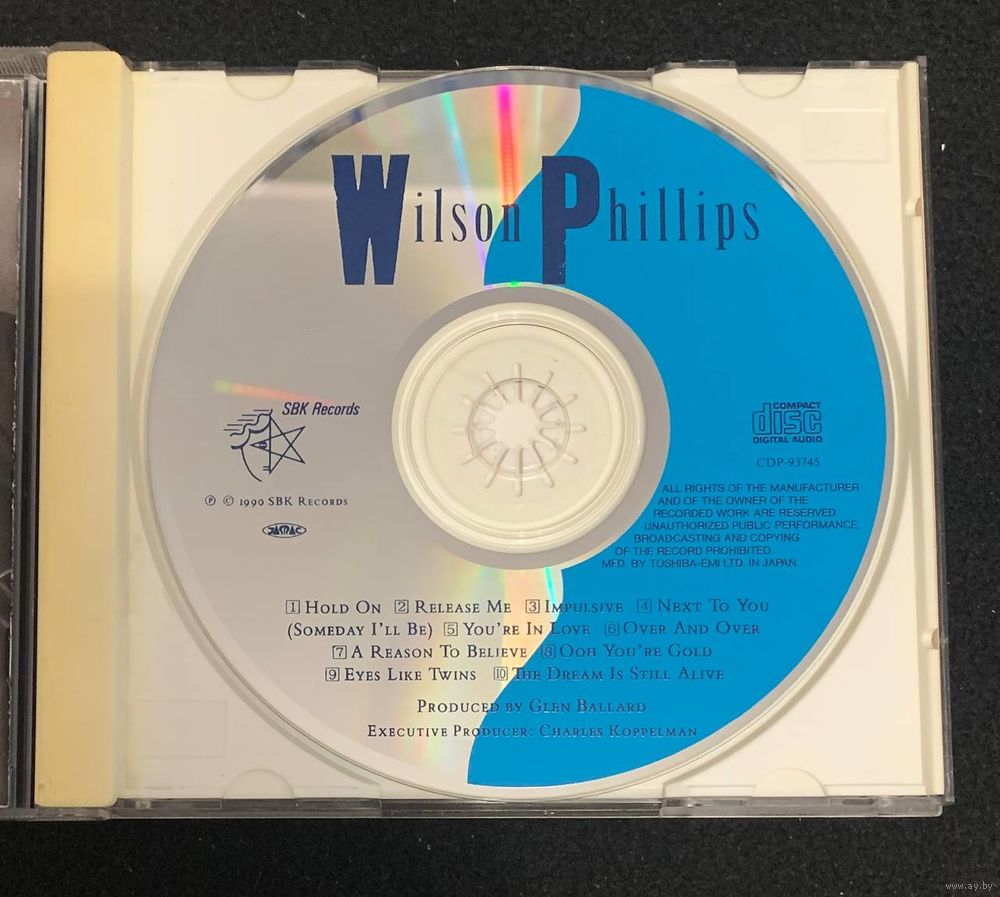 Wilson Phillips
SBK Records
COMPACT
disc
DIGITAL AUDIO
CDP-93745
Ⓟ © 1990 SBK RECORDS
JASRAC
ALL RIGHTS OF THE MANUFACTURER
AND OF THE OWNER OF THE
RECORDED WORK ARE RESERVED.
UNAUTHORIZED PUBLIC PERFORMANCE,
BROADCASTING AND COPYING
OF THE RECORD PROHIBITED.
MFD. BY TOSHIBA-EMI LTD. IN JAPAN.
1 HOLD ON 2 RELEASE ME 3 IMPULSIVE 4 NEXT TO YOU
(SOMEDAY I'LL BE) 5 YOU'RE IN LOVE 6 OVER AND OVER
7 A REASON TO BELIEVE 8 OOH YOU'RE GOLD
9 EYES LIKE TWINS 10 THE DREAM IS STILL ALIVE
PRODUCED BY GLEN BALLARD
EXECUTIVE PRODUCER: CHARLES KOPPELMAN
www.ay.by